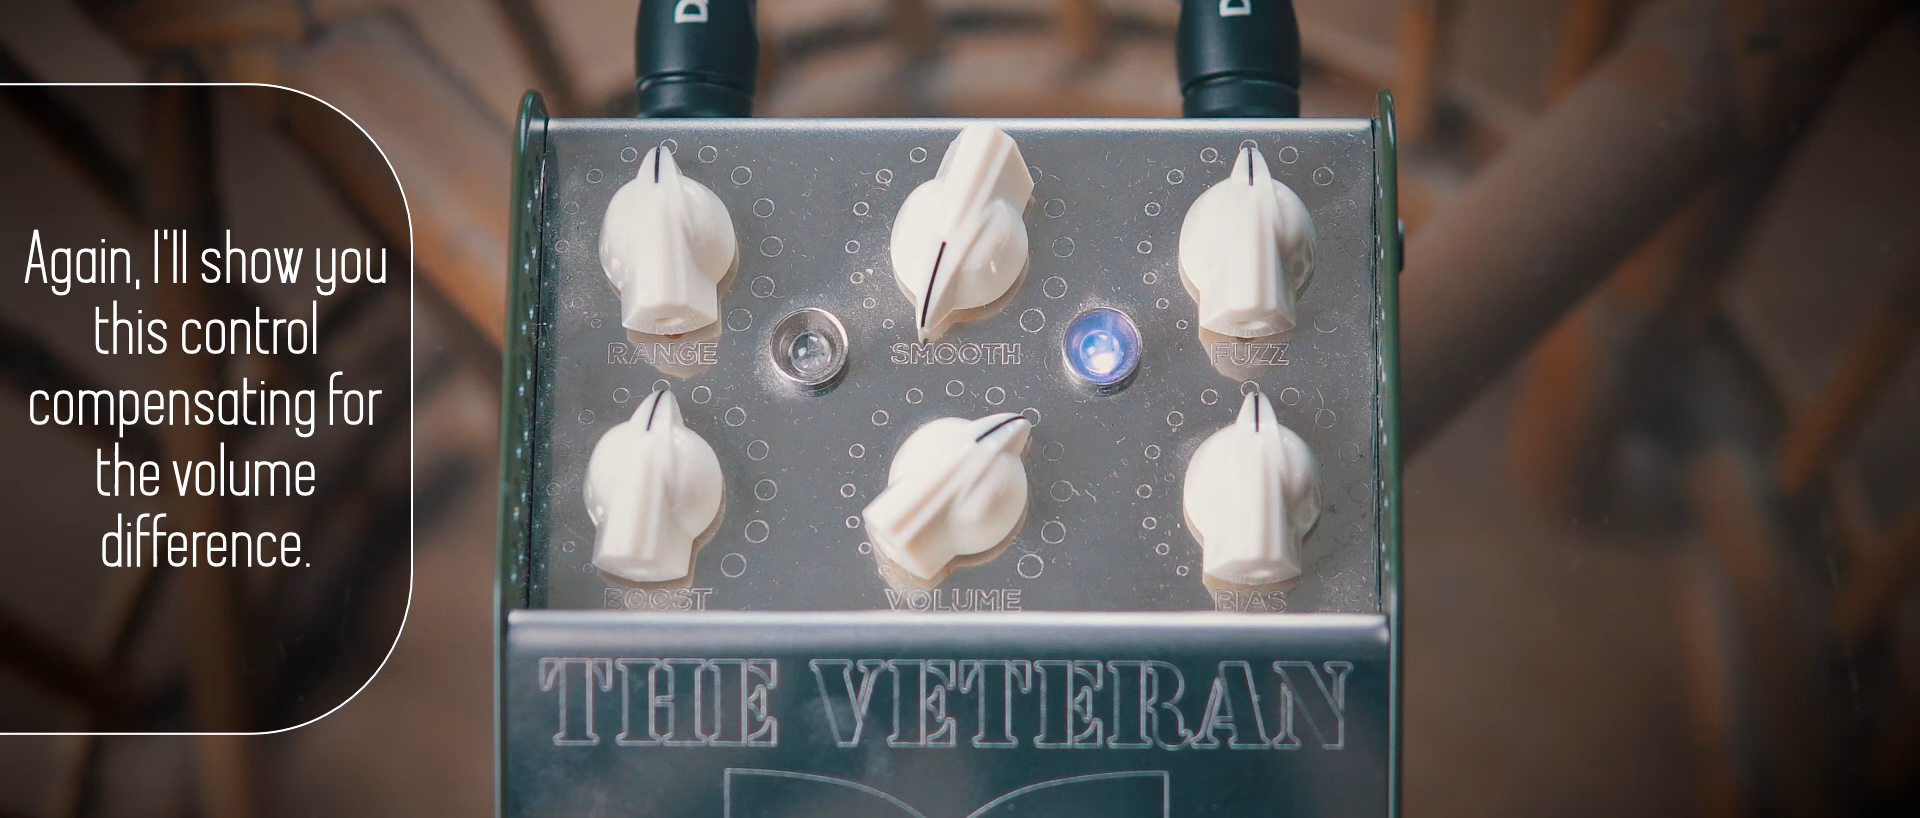 Again, I'll show you
this control
compensating for
the volume
difference.
RANGE
SMOOTH
FUZZ
BOOST
VOLUME
BIAS
THE VETERAN